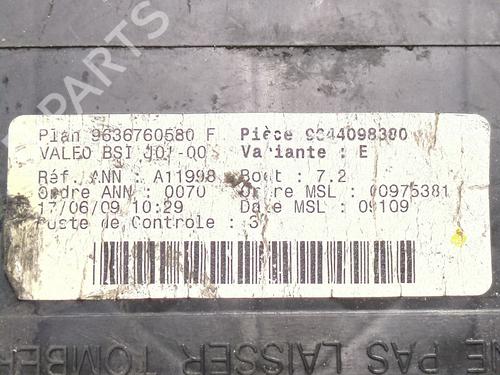 PARTS
Plan 9636760580 F Pièce 9644098380
VALEO BSI J01-00 Variante : E
Réf. ANN : A11998 Boot : 7.2
Ordre ANN : 0070 Ordre MSL : 00975381
17/06/09 10:29 Date MSL : 09109
Poste de Controle : 3
NE PAS LAISSER TOMBER